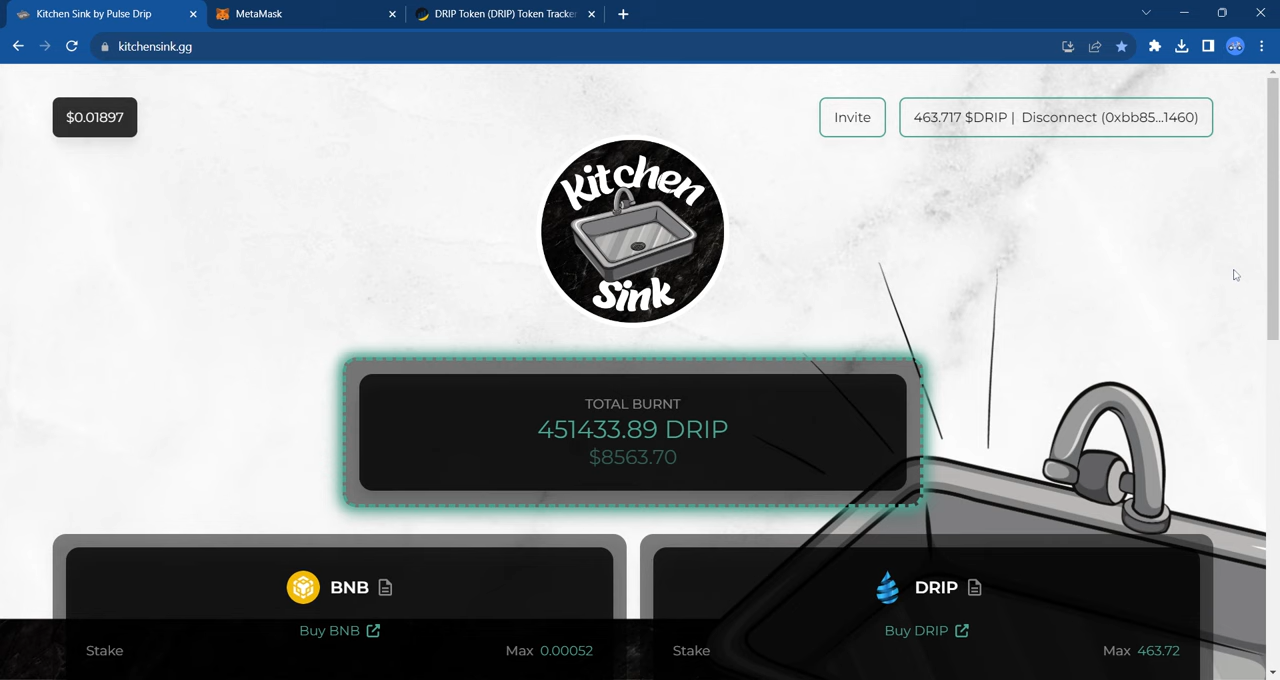 Kitchen Sink by Pulse Drip
MetaMask
DRIP Token (DRIP) Token Tracke
kitchensink.gg
$0.01897
Invite
463.717 $DRIP | Disconnect (0xbb85...1460)
Kitchen
Sink
TOTAL BURNT
451433.89 DRIP
$8563.70
BNB
DRIP
Buy BNB
Buy DRIP
Stake
Max 0.00052
Stake
Max 463.72